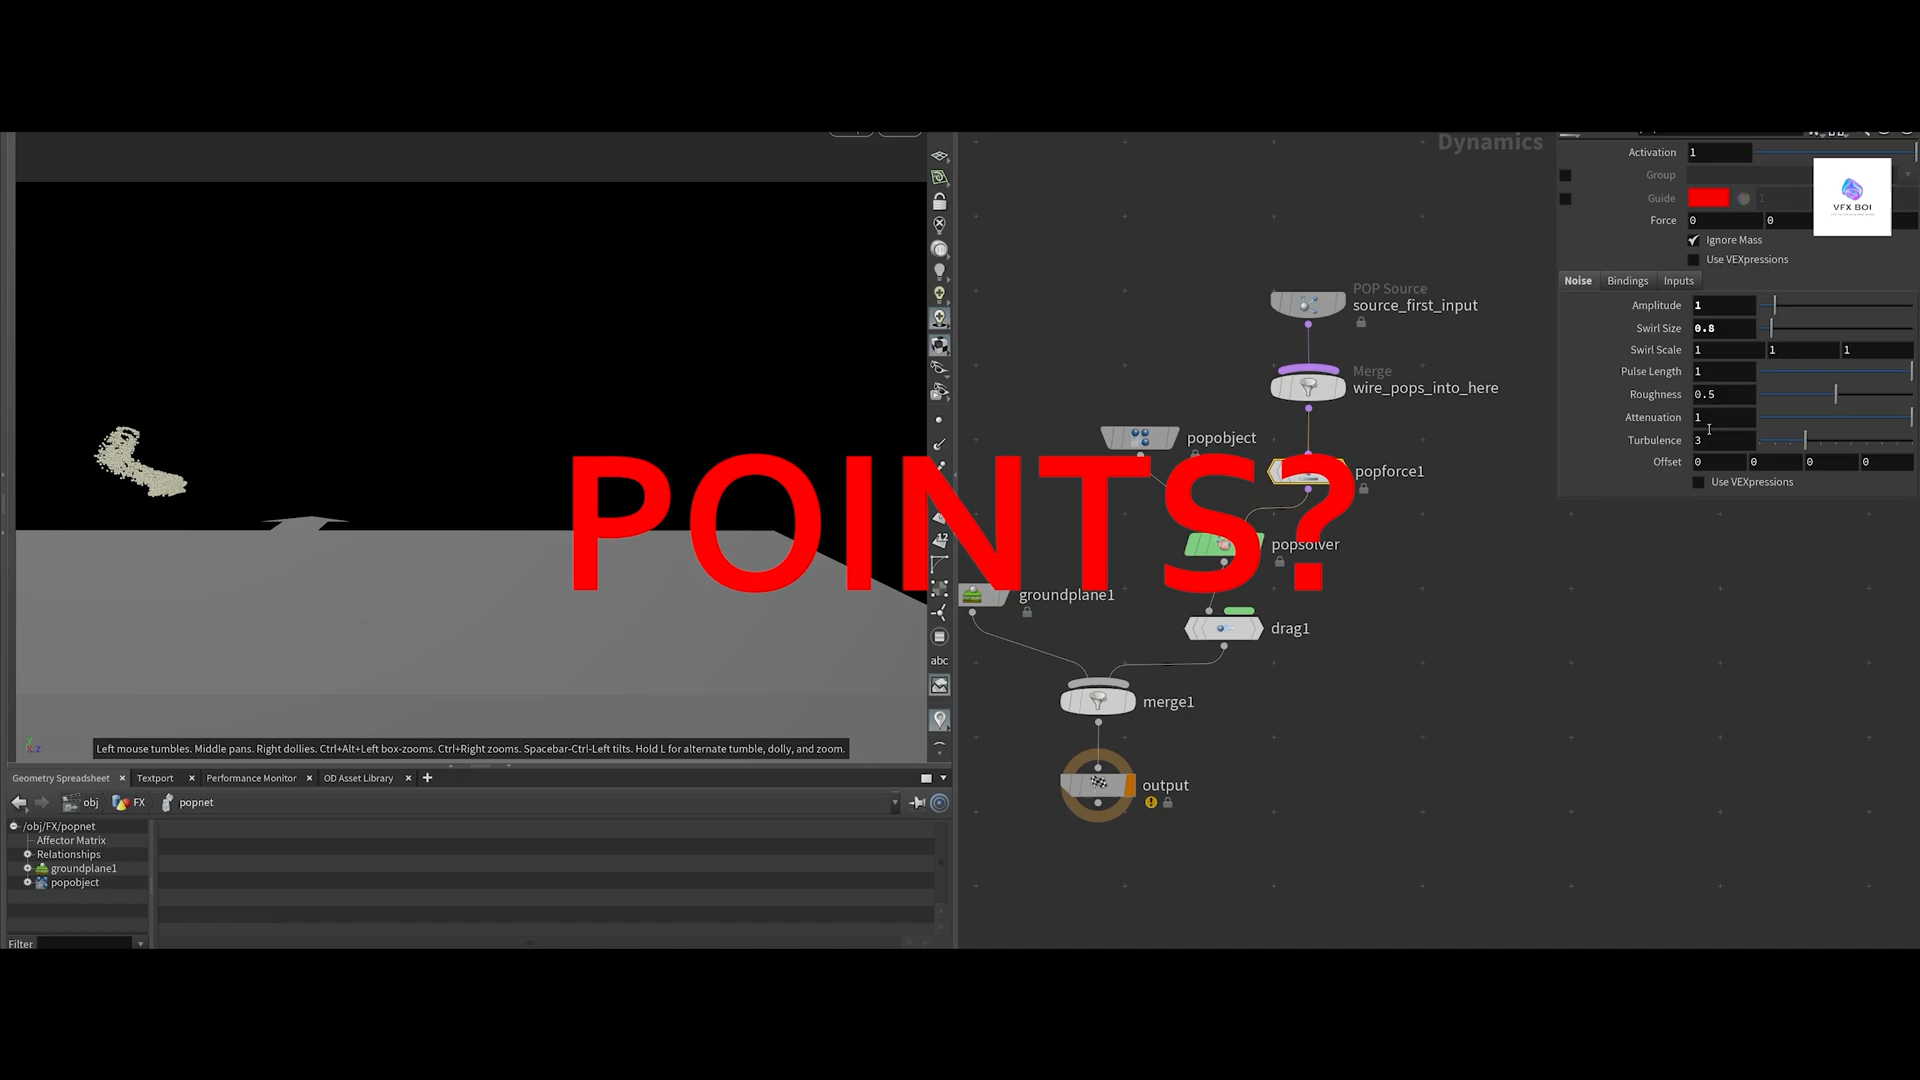 Dynamics
Activation 1
Group
Guide 1
Force 0 0
Ignore Mass
Use VEXpressions
VFX BOI
Noise Bindings Inputs
Amplitude 1
Swirl Size 0.8
Swirl Scale 1 1 1
Pulse Length 1
Roughness 0.5
Attenuation 1
Turbulence 3
Offset 0 0 0 0
Use VEXpressions
POP Source
source_first_input
Merge
wire_pops_into_here
popobject
popforce1
POINTS?
popsolver
groundplane1
drag1
merge1
output
12
abc
Left mouse tumbles. Middle pans. Right dollies. Ctrl+Alt+Left box-zooms. Ctrl+Right zooms. Spacebar-Ctrl-Left tilts. Hold L for alternate tumble, dolly, and zoom.
Geometry Spreadsheet Textport Performance Monitor OD Asset Library
obj FX popnet
/obj/FX/popnet
Affector Matrix
Relationships
groundplane1
popobject
Filter